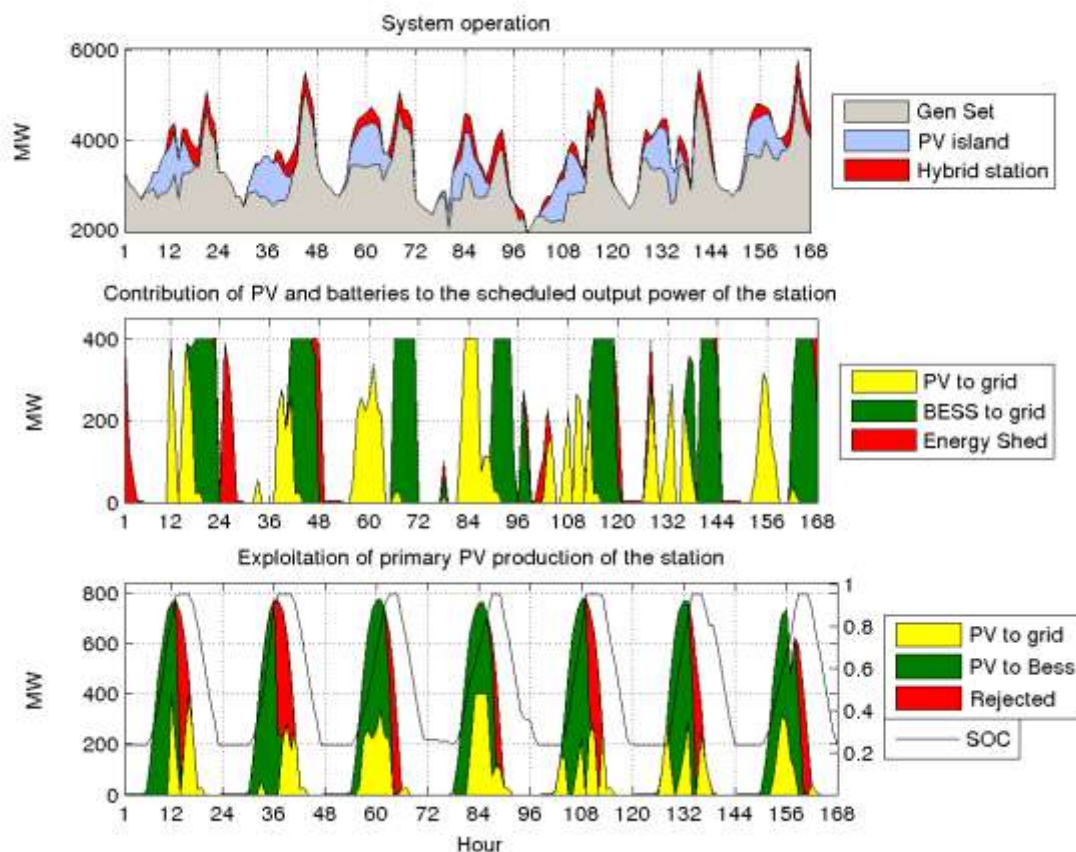 System operation
6000
4000
2000
MW
1 12 24 36 48 60 72 84 96 108 120 132 144 156 168
Gen Set
PV island
Hybrid station
Contribution of PV and batteries to the scheduled output power of the station
400
200
0
MW
1 12 24 36 48 60 72 84 96 108 120 132 144 156 168
PV to grid
BESS to grid
Energy Shed
Exploitation of primary PV production of the station
800
600
400
200
0
MW
1
0.8
0.6
0.4
0.2
1 12 24 36 48 60 72 84 96 108 120 132 144 156 168
Hour
PV to grid
PV to Bess
Rejected
SOC